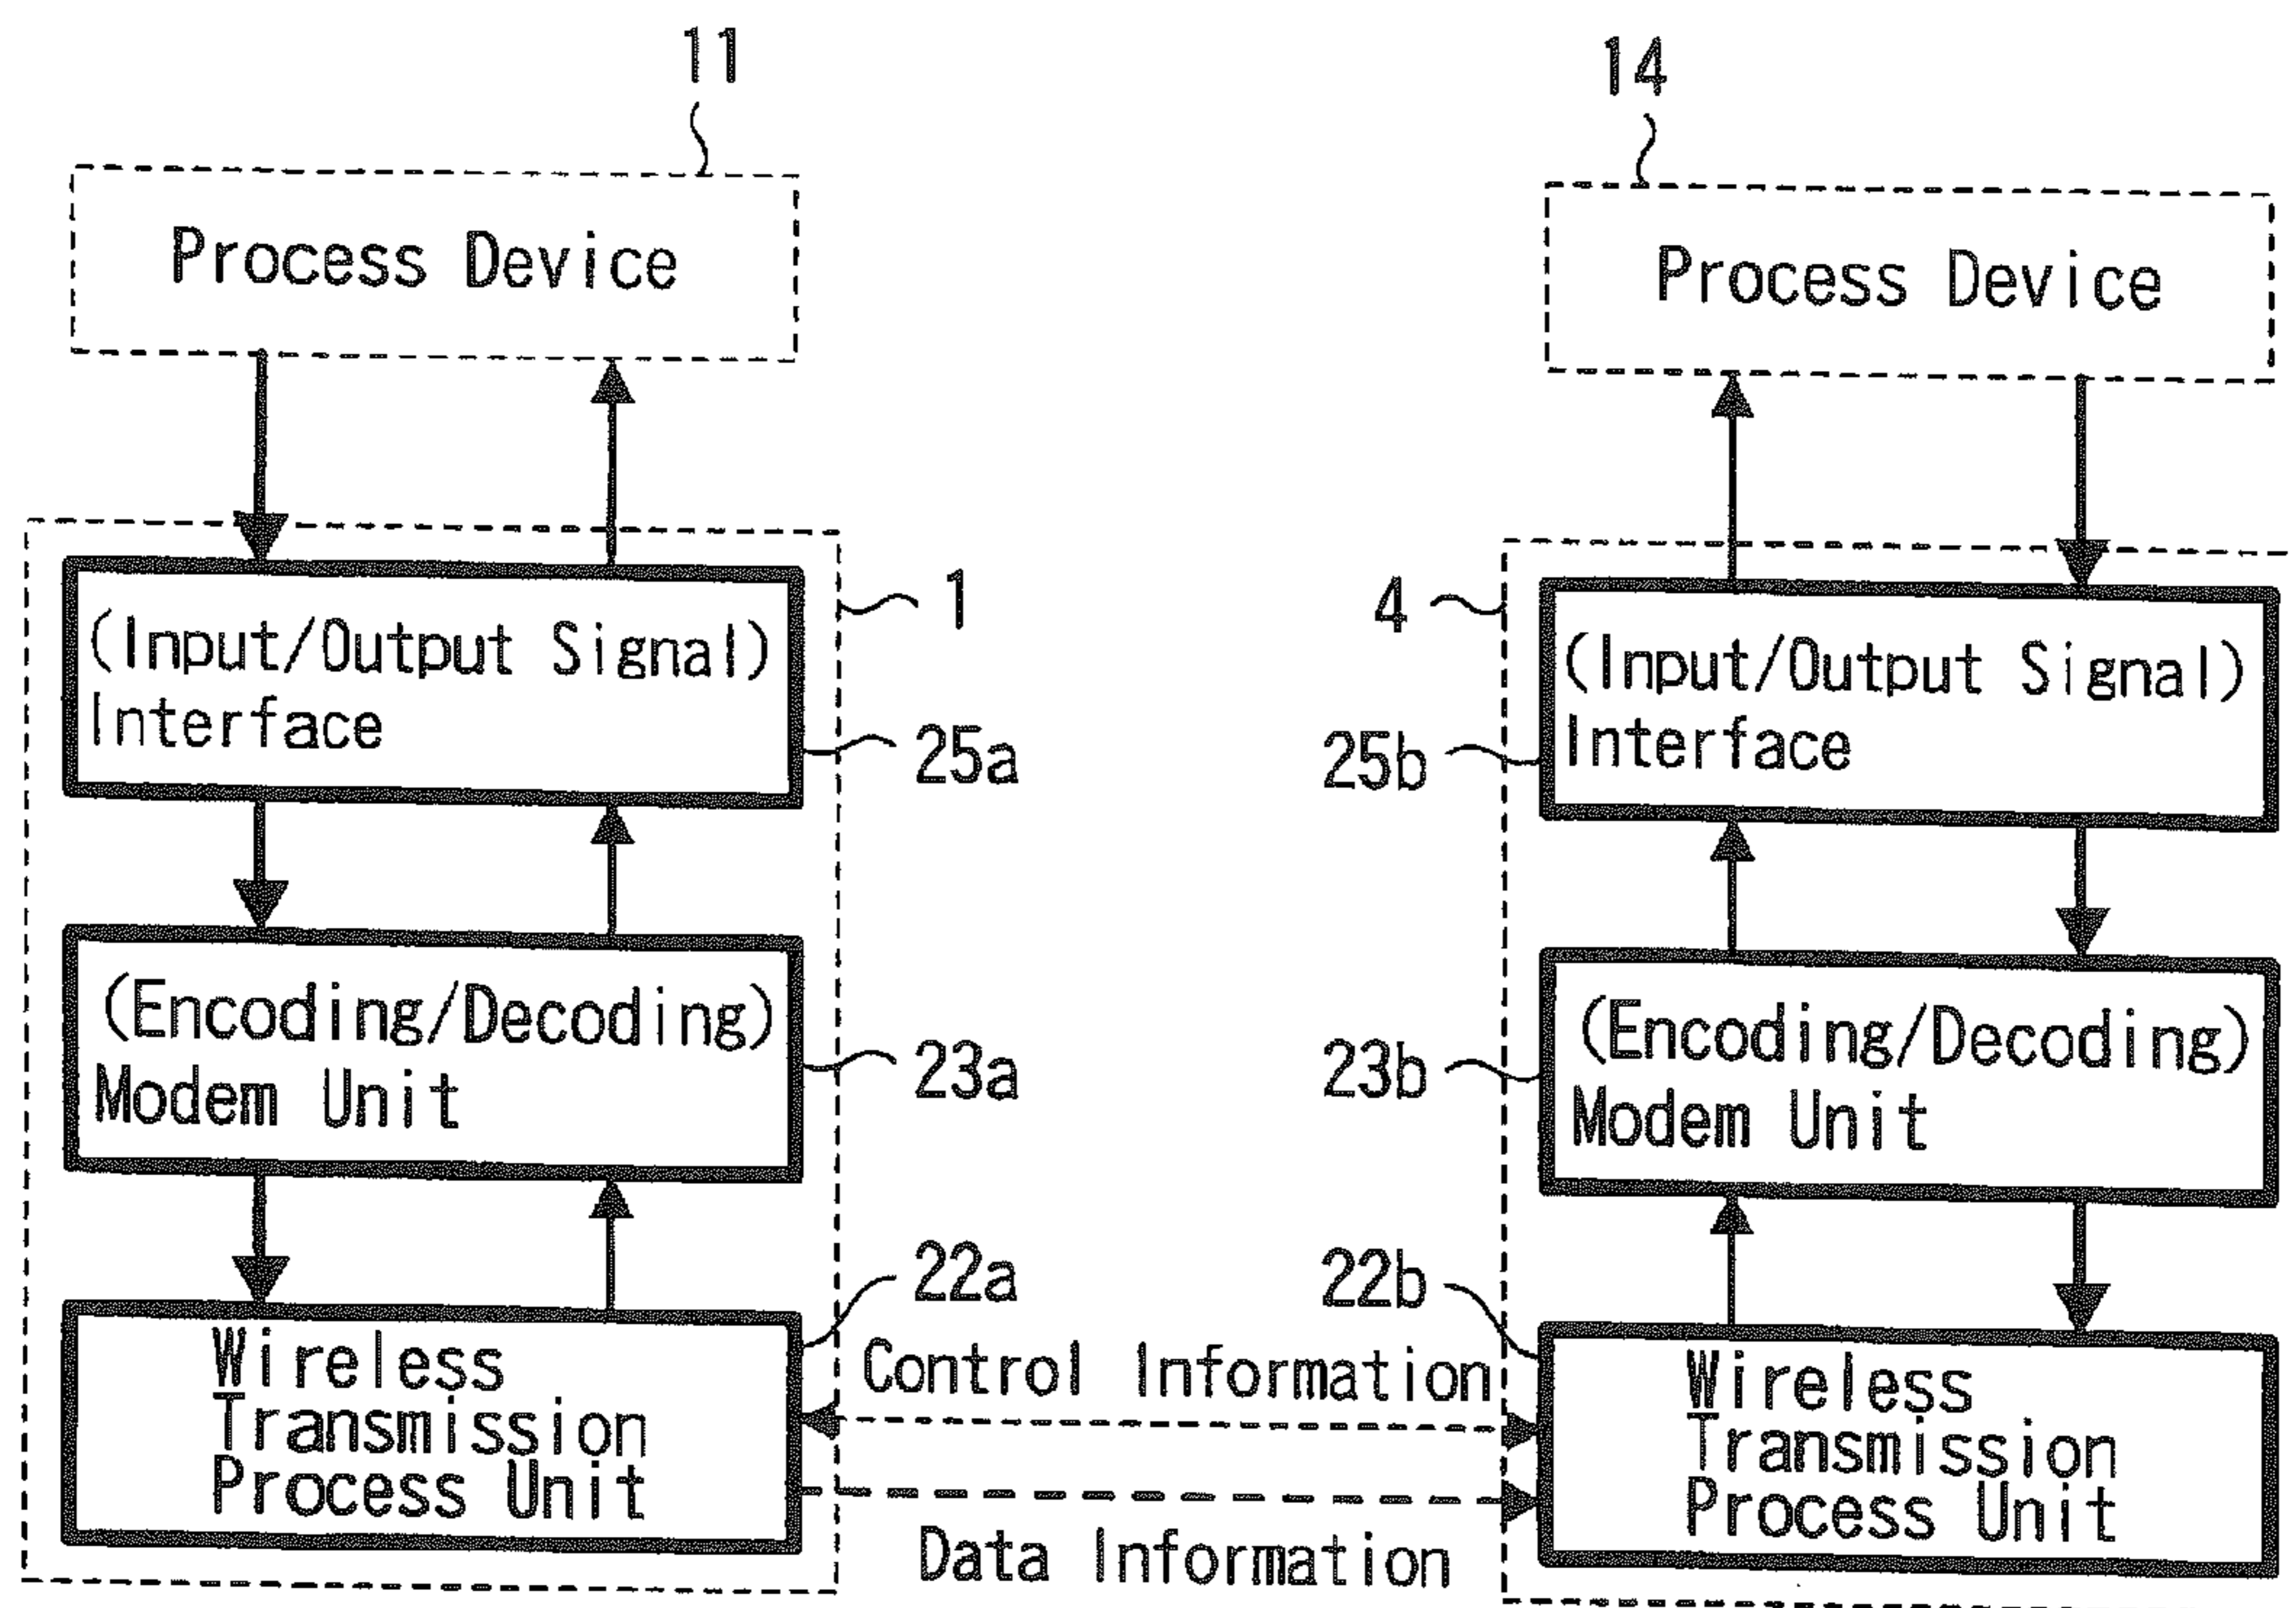 11
14
Process Device
Process Device
(Input/Output Signal)
Interface
1
25a
4
25b
(Input/Output Signal)
Interface
(Encoding/Decoding)
Modem Unit
23a
23b
(Encoding/Decoding)
Modem Unit
22a
22b
Wireless
Transmission
Process Unit
Control Information
Data Information
Wireless
Transmission
Process Unit